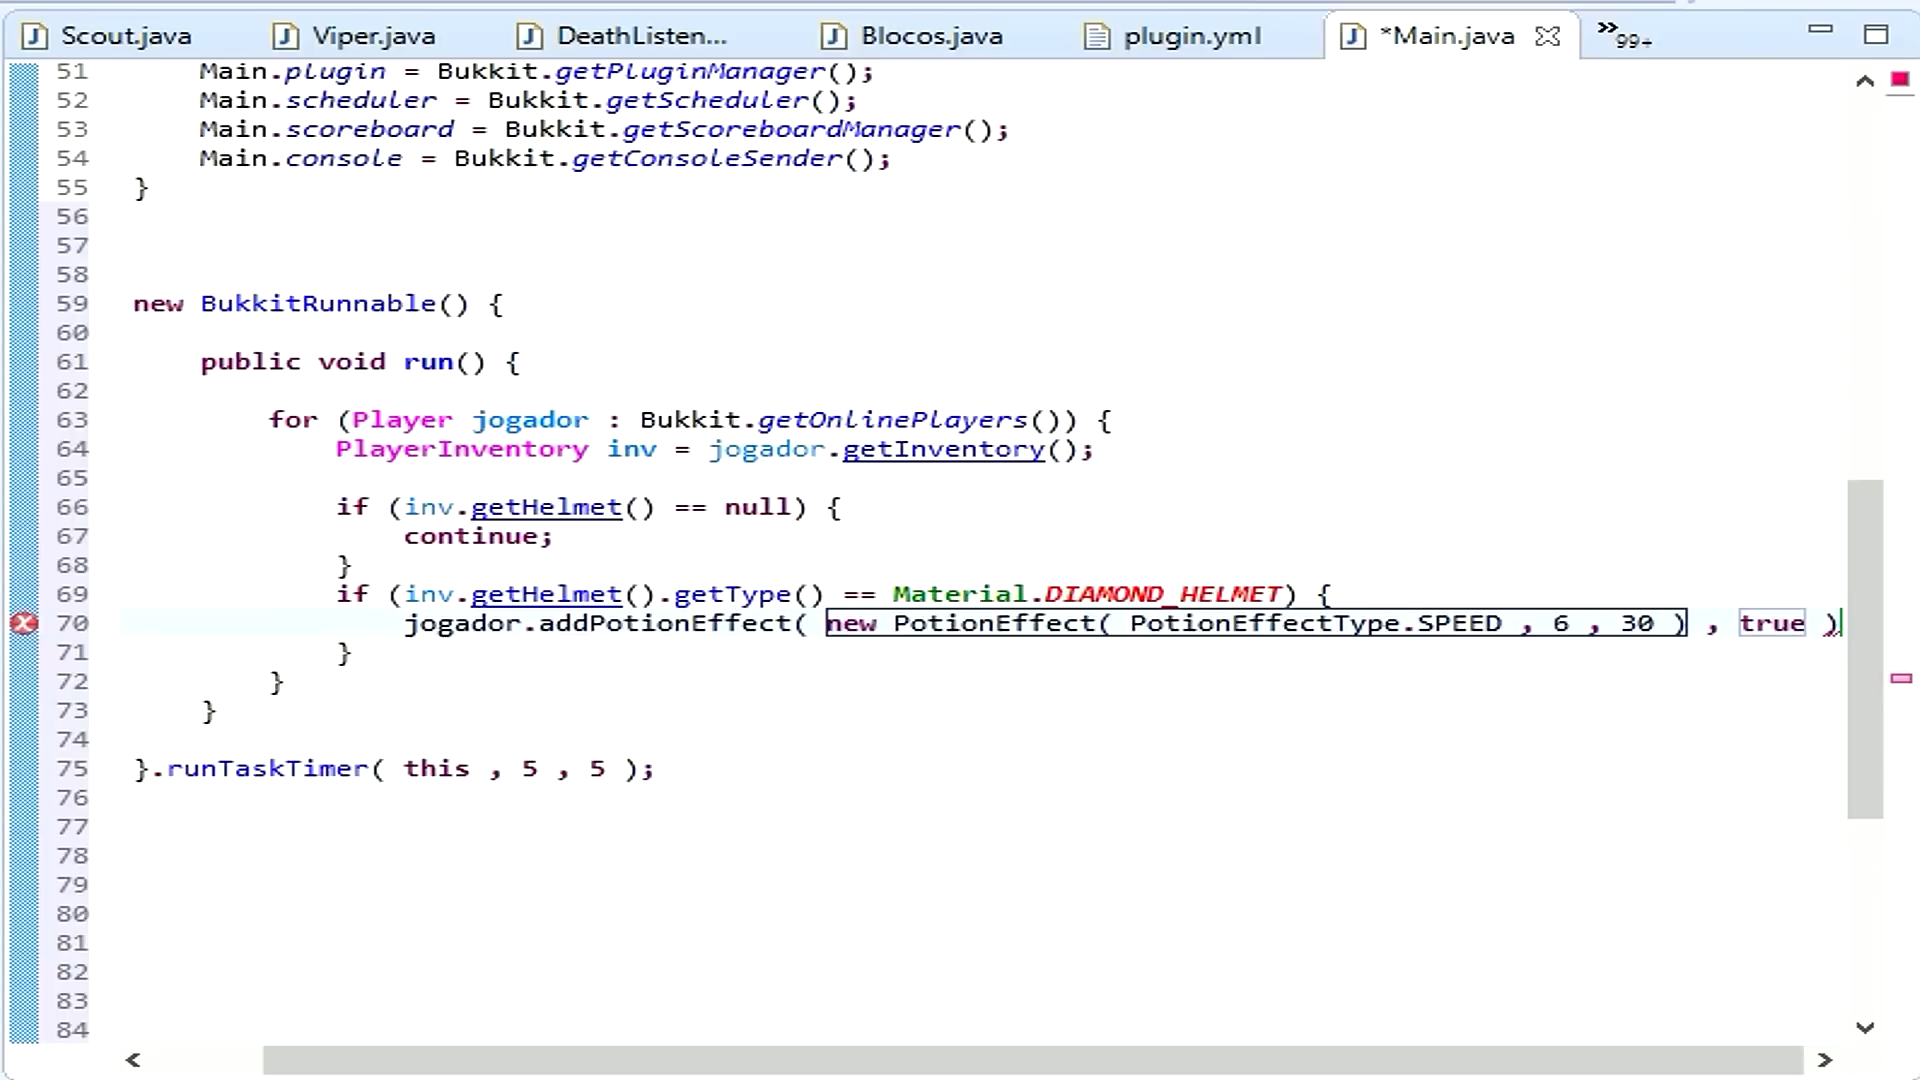 Scout.java Viper.java DeathListen... Blocos.java plugin.yml *Main.java »99+
51 Main.plugin = Bukkit.getPluginManager();
52 Main.scheduler = Bukkit.getScheduler();
53 Main.scoreboard = Bukkit.getScoreboardManager();
54 Main.console = Bukkit.getConsoleSender();
55 }
56
57
58
59 new BukkitRunnable() {
60
61 public void run() {
62
63 for (Player jogador : Bukkit.getOnlinePlayers()) {
64 PlayerInventory inv = jogador.getInventory();
65
66 if (inv.getHelmet() == null) {
67 continue;
68 }
69 if (inv.getHelmet().getType() == Material.DIAMOND_HELMET) {
70 jogador.addPotionEffect( new PotionEffect( PotionEffectType.SPEED , 6 , 30 ) , true )
71 }
72 }
73 }
74
75 }.runTaskTimer( this , 5 , 5 );
76
77
78
79
80
81
82
83
84